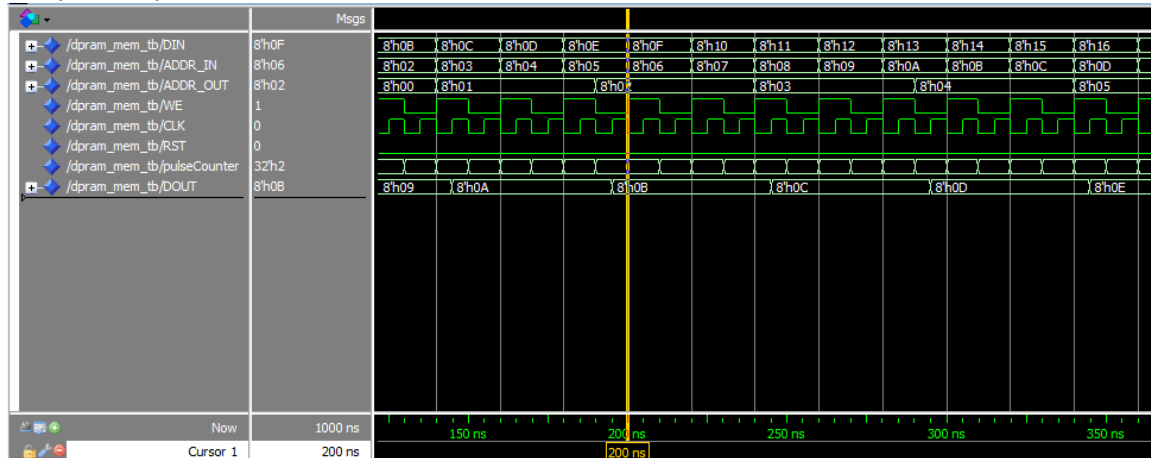 Msgs
/dpram_mem_tb/DIN 8'h0F 8'h0B 8'h0C 8'h0D 8'h0E 8'h0F 8'h10 8'h11 8'h12 8'h13 8'h14 8'h15 8'h16
/dpram_mem_tb/ADDR_IN 8'h06 8'h02 8'h03 8'h04 8'h05 8'h06 8'h07 8'h08 8'h09 8'h0A 8'h0B 8'h0C 8'h0D
/dpram_mem_tb/ADDR_OUT 8'h02 8'h00 8'h01 8'h02 8'h03 8'h04 8'h05
/dpram_mem_tb/WE 1
/dpram_mem_tb/CLK 0
/dpram_mem_tb/RST 0
/dpram_mem_tb/pulseCounter 32'h2
/dpram_mem_tb/DOUT 8'h0B 8'h09 8'h0A 8'h0B 8'h0C 8'h0D 8'h0E
Now 1000 ns 150 ns 200 ns 250 ns 300 ns 350 ns
Cursor 1 200 ns 200 ns